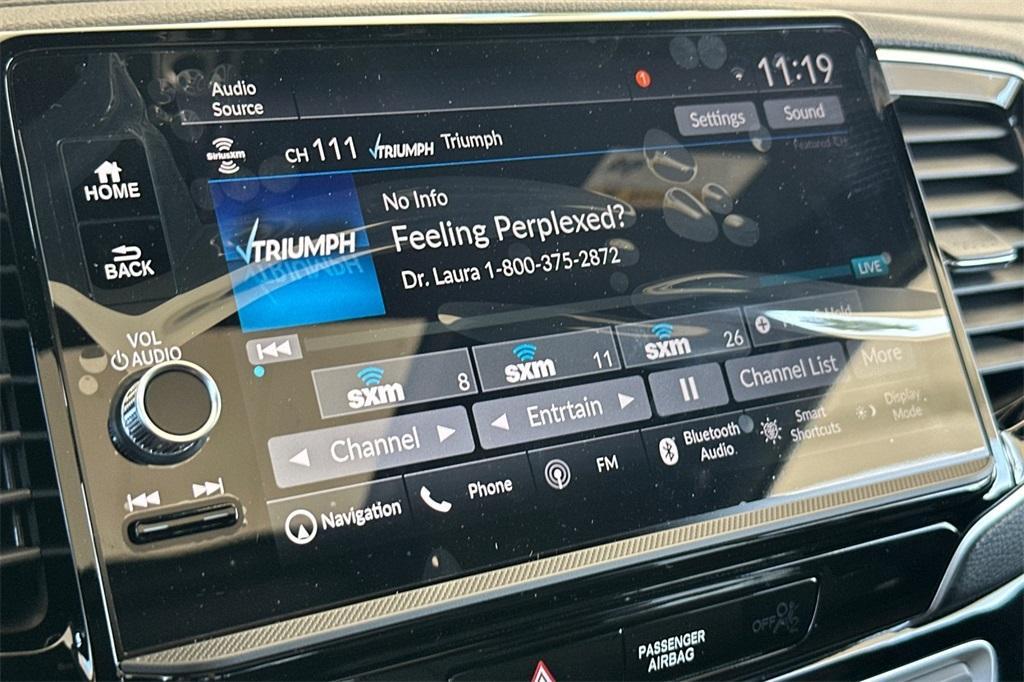 Audio
Source
1
11:19
Settings
Sound
SiriusXM
CH 111 TRIUMPH Triumph
HOME
BACK
TRIUMPH
No Info
Feeling Perplexed?
Dr. Laura 1-800-375-2872
LIVE
VOL
AUDIO
sxm 8
sxm 11
sxm 26
Hold
Channel
Entrtain
Channel List
More
Navigation
Phone
FM
Bluetooth
Audio
Smart
Shortcuts
Display
Mode
PASSENGER
AIRBAG
OFF